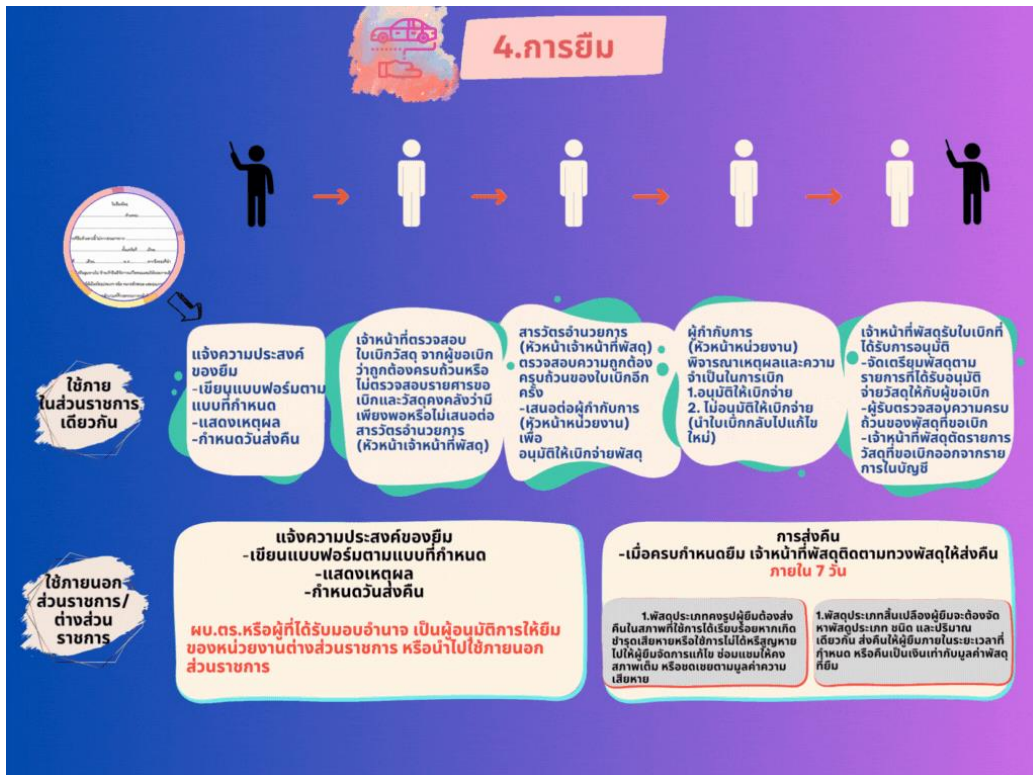 4.การยืม
ใช้ภาย
ในส่วนราชการ
เดียวกัน
แจ้งความประสงค์
ของยืม
-เขียนแบบฟอร์มตาม
แบบที่กำหนด
-แสดงเหตุผล
-กำหนดวันส่งคืน
เจ้าหน้าที่ตรวจสอบ
ใบเบิกวัสดุ จากผู้ขอเบิก
ว่าถูกต้องครบถ้วนหรือ
ไม่ตรวจสอบรายศารขอ
เบิกและวัสดุคงคลังว่ามี
เพียงพอหรือไม่เสนอต่อ
สารวัตรอำนวยการ
(หัวหน้าเจ้าหน้าที่พัสดุ)
สารวัตรอำนวยการ
(หัวหน้าเจ้าหน้าที่พัสดุ)
ตรวจสอบความถูกต้อง
ครบถ้วนของใบเบิกอีก
ครั้ง
-เสนอต่อผู้กำกับการ
(หัวหน้าหน่วยงาน)
เพื่อ
อนุมัติให้เบิกจ่ายพัสดุ
ผู้กำกับการ
(หัวหน้าหน่วยงาน)
พิจารณาเหตุผลและความ
จำเป็นในการเบิก
1.อนุมัติให้เบิกจ่าย
2. ไม่อนุมัติให้เบิกจ่าย
(นำใบเบิกกลับไปแก้ไข
ใหม่)
เจ้าหน้าที่พัสดุรับใบเบิกที่
ได้รับการอนุมัติ
-จัดเตรียมพัสดุตาม
รายการที่ได้รับอนุมัติ
จ่ายวัสดุให้กับผู้ขอเบิก
-ผู้รับตรวจสอบความครบ
ถ้วนของพัสดุที่ขอเบิก
-เจ้าหน้าที่พัสดุตัดรายการ
วัสดุที่ขอเบิกออกจากราย
การในบัญชี
ใช้ภายนอก
ส่วนราชการ/
ต่างส่วน
ราชการ
แจ้งความประสงค์ของยืม
-เขียนแบบฟอร์มตามแบบที่กำหนด
-แสดงเหตุผล
-กำหนดวันส่งคืน
ผบ.ตร.หรือผู้ที่ได้รับมอบอำนาจ เป็นผู้อนุมัติการให้ยืม
ของหน่วยงานต่างส่วนราชการ หรือนำไปใช้ภายนอก
ส่วนราชการ
การส่งคืน
-เมื่อครบกำหนดยืม เจ้าหน้าที่พัสดุติดตามทวงพัสดุให้ส่งคืน
ภายใน 7 วัน
1.พัสดุประเภทคงรูปผู้ยืมต้องส่ง
คืนในสภาพที่ใช้การได้เรียบร้อยหากเกิด
ชำรุดเสียหายหรือใช้การไม่ได้หรืสูญหาย
ไปให้ผู้ยืมจัดการแก้ไข ซ่อมแซมให้คง
สภาพเดิม หรือชดเชยตามมูลค่าความ
เสียหาย
1.พัสดุประเภทสิ้นเปลืองผู้ยืมจะต้องจัด
หาพัสดุประเภท ชนิด และปริมาณ
เดียวกัน ส่งคืนให้ผู้ยืมภายในระยะเวลาที่
กำหนด หรือคืนเป็นเงินเท่ากับมูลค่าพัสดุ
ที่ยืม